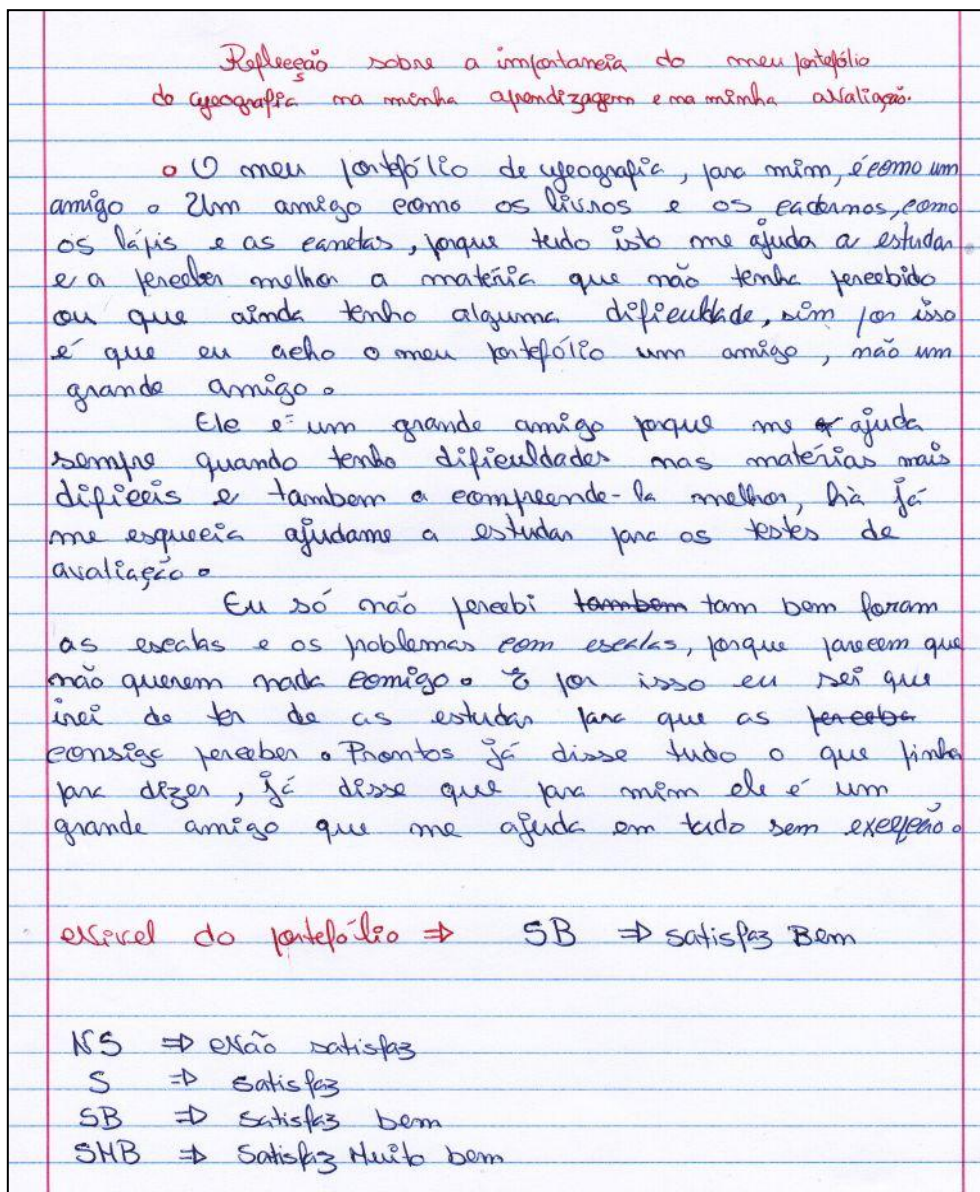 Reflecção sobre a importancia do meu portefólio
do geografia na minha aprendizagem e na minha avaliação.
O meu portefólio de geografia, para mim, é como um
amigo. Um amigo como os livros e os cadernos, como
os lápis e as canetas, porque tudo isto me ajuda a estudar
e a perceber melhor a matéria que não tenha percebido
ou que ainda tenho alguma dificuldade, sim por isso
é que eu acho o meu portefólio um amigo, não um
grande amigo.
Ele é um grande amigo porque me ajuda
sempre quando tenho dificuldades nas matérias mais
dificeis e tambem a compreende-la melhor, há já
me esquecia ajudame a estudar para os testes de
avaliação.
Eu só não percebi tambem tam bem foram
as escalas e os problemas com escalas, porque parecem que
não querem nada comigo. E por isso eu sei que
irei de ter de as estudar para que as perceba
consiga perceber. Prontos já disse tudo o que tinha
para dizer, já disse que para mim ele é um
grande amigo que me ajuda em tudo sem exepção.
Nivel do portefólio ⇒ SB ⇒ Satisfaz Bem
NS ⇒ Não satisfaz
S ⇒ Satisfaz
SB ⇒ Satisfaz bem
SMB ⇒ Satisfaz Muito bem